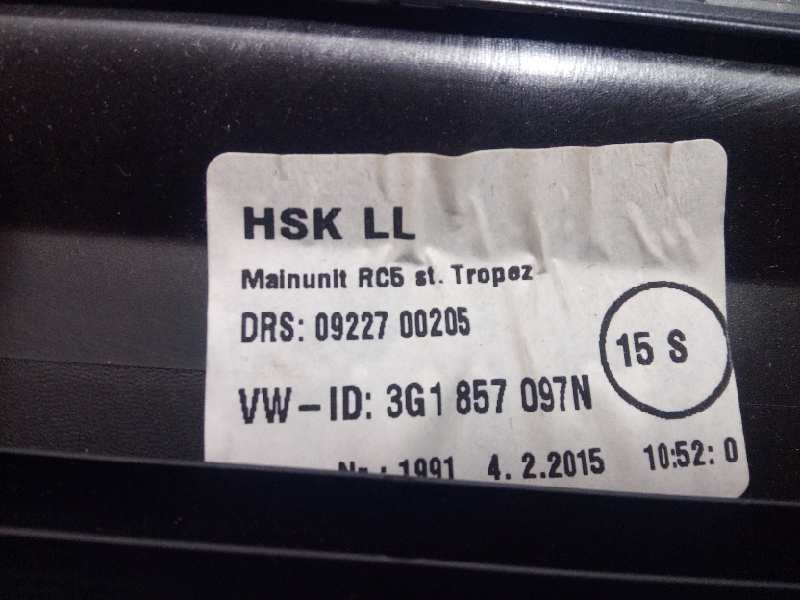 HSK LL
Mainunit RC5 st. Tropez
DRS: 09227 00205
15 S
VW-ID: 3G1 857 097N
Nr.: 1991 4. 2.2015 10:52: 0